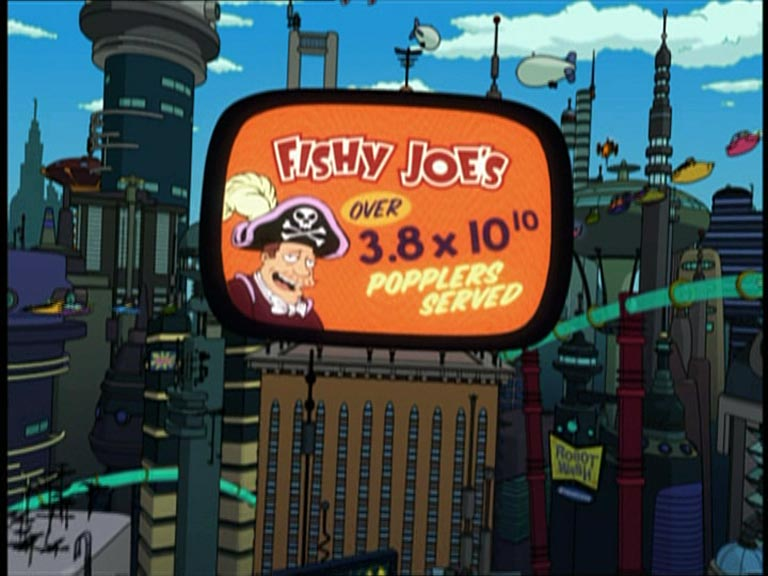 FISHY JOE'S
OVER
3.8 x 10¹⁰
POPPLERS
SERVED
ROBOT
WASH